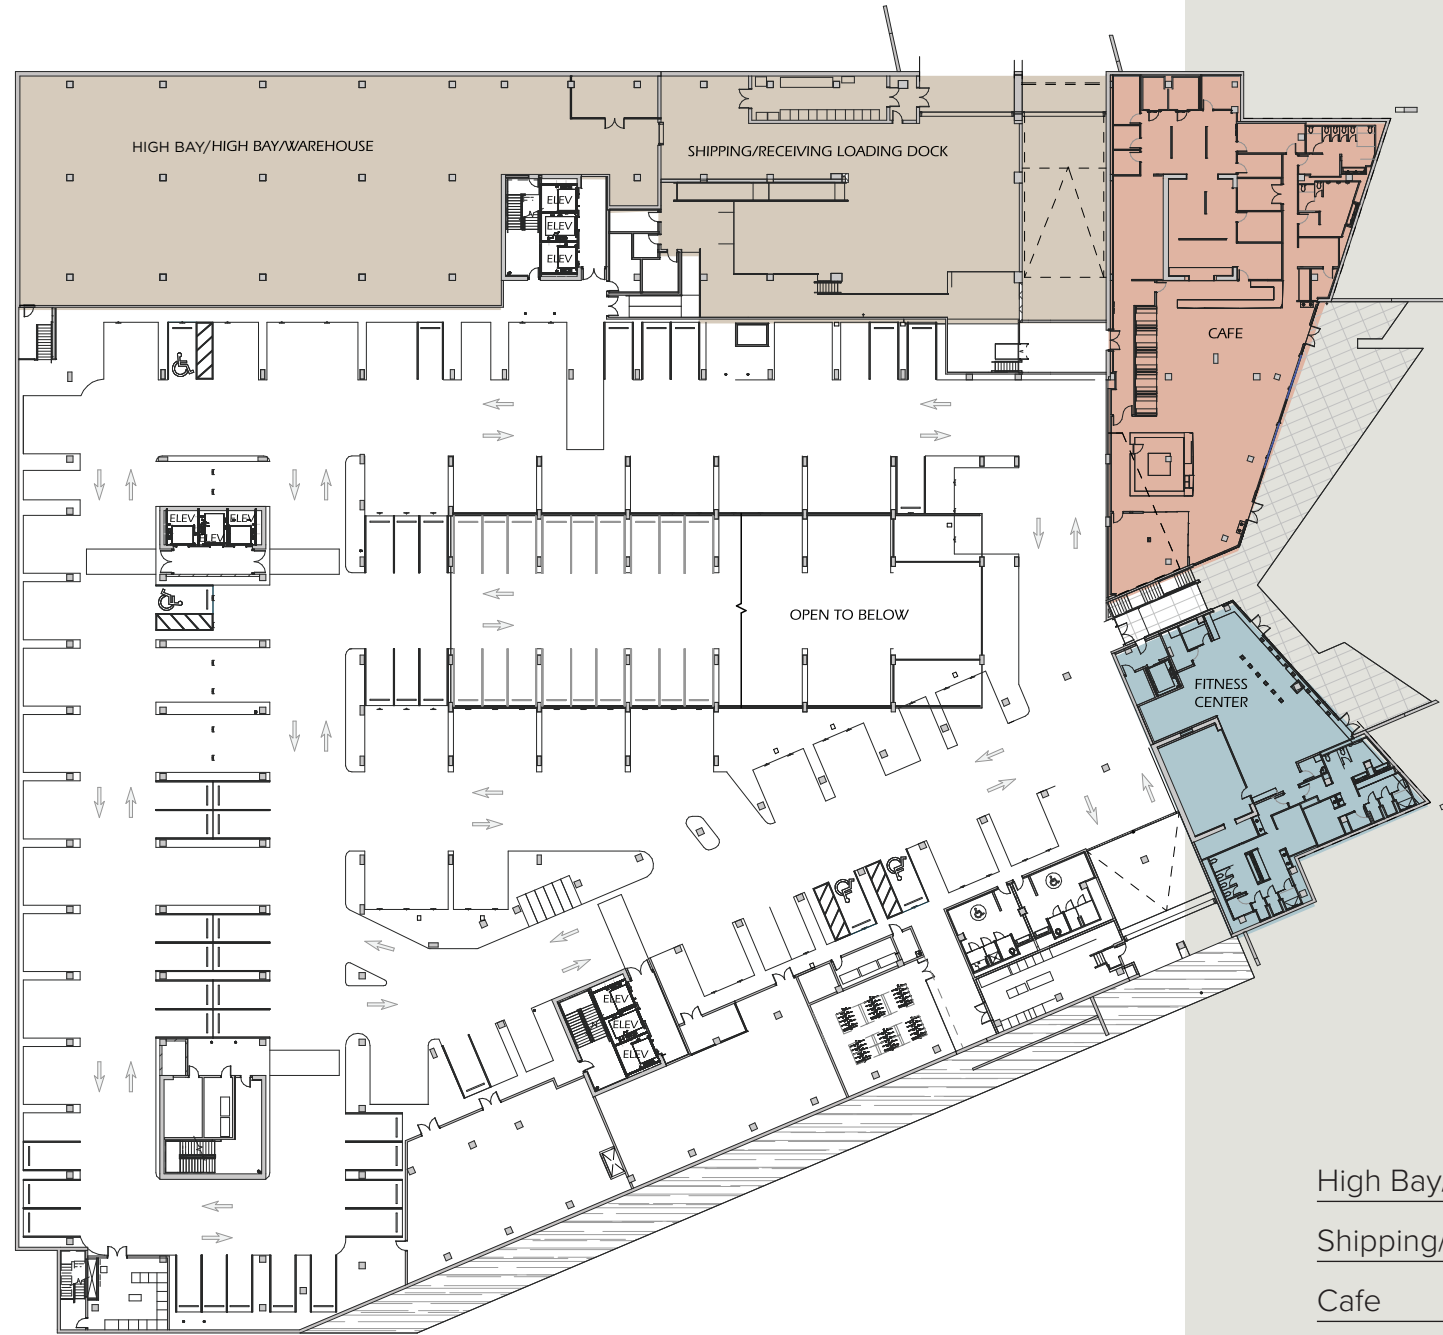 HIGH BAY/HIGH BAY/WAREHOUSE
SHIPPING/RECEIVING LOADING DOCK
ELEV
ELEV
ELEV
CAFE
ELEV
ELEV
ELEV
OPEN TO BELOW
FITNESS
CENTER
ELEV
ELEV
ELEV
High Bay/
Shipping/
Cafe